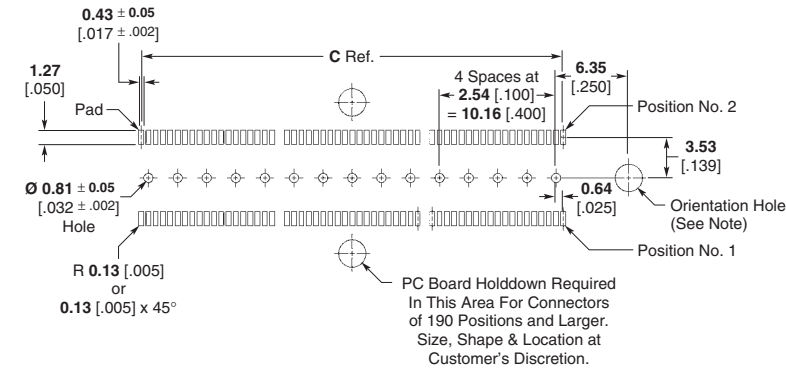 0.43 ± 0.05
[.017 ± .002]
C Ref.
1.27
[.050]
4 Spaces at
2.54 [.100]
= 10.16 [.400]
6.35
[.250]
Pad
Position No. 2
3.53
[.139]
Ø 0.81 ± 0.05
[.032 ± .002]
Hole
0.64
[.025]
Orientation Hole
(See Note)
R 0.13 [.005]
or
0.13 [.005] x 45°
Position No. 1
PC Board Holddown Required
In This Area For Connectors
of 190 Positions and Larger.
Size, Shape & Location at
Customer's Discretion.